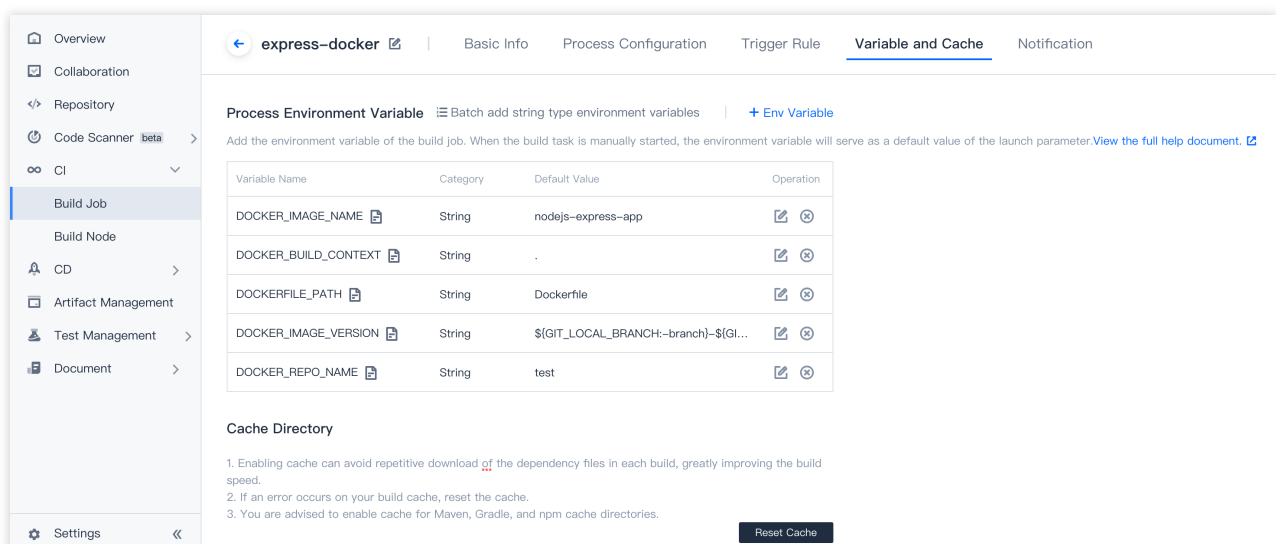 Overview
Collaboration
Repository
Code Scanner beta
CI
Build Job
Build Node
CD
Artifact Management
Test Management
Document
Settings
express-docker
Basic Info
Process Configuration
Trigger Rule
Variable and Cache
Notification
Process Environment Variable
Batch add string type environment variables
+ Env Variable
Add the environment variable of the build job. When the build task is manually started, the environment variable will serve as a default value of the launch parameter.View the full help document.
Variable Name Category Default Value Operation
DOCKER_IMAGE_NAME String nodejs-express-app
DOCKER_BUILD_CONTEXT String .
DOCKERFILE_PATH String Dockerfile
DOCKER_IMAGE_VERSION String ${GIT_LOCAL_BRANCH:-branch}-${GI...
DOCKER_REPO_NAME String test
Cache Directory
1. Enabling cache can avoid repetitive download of the dependency files in each build, greatly improving the build
speed.
2. If an error occurs on your build cache, reset the cache.
3. You are advised to enable cache for Maven, Gradle, and npm cache directories.
Reset Cache